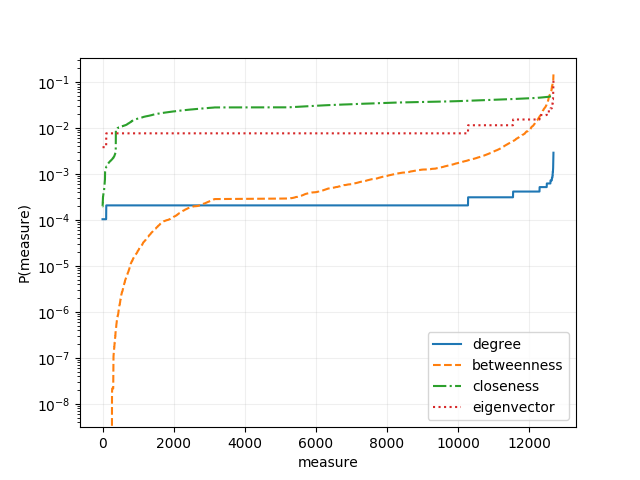 10⁻¹
10⁻²
10⁻³
10⁻⁴
10⁻⁵
10⁻⁶
10⁻⁷
10⁻⁸
P(measure)
degree
betweenness
closeness
eigenvector
0 2000 4000 6000 8000 10000 12000
measure